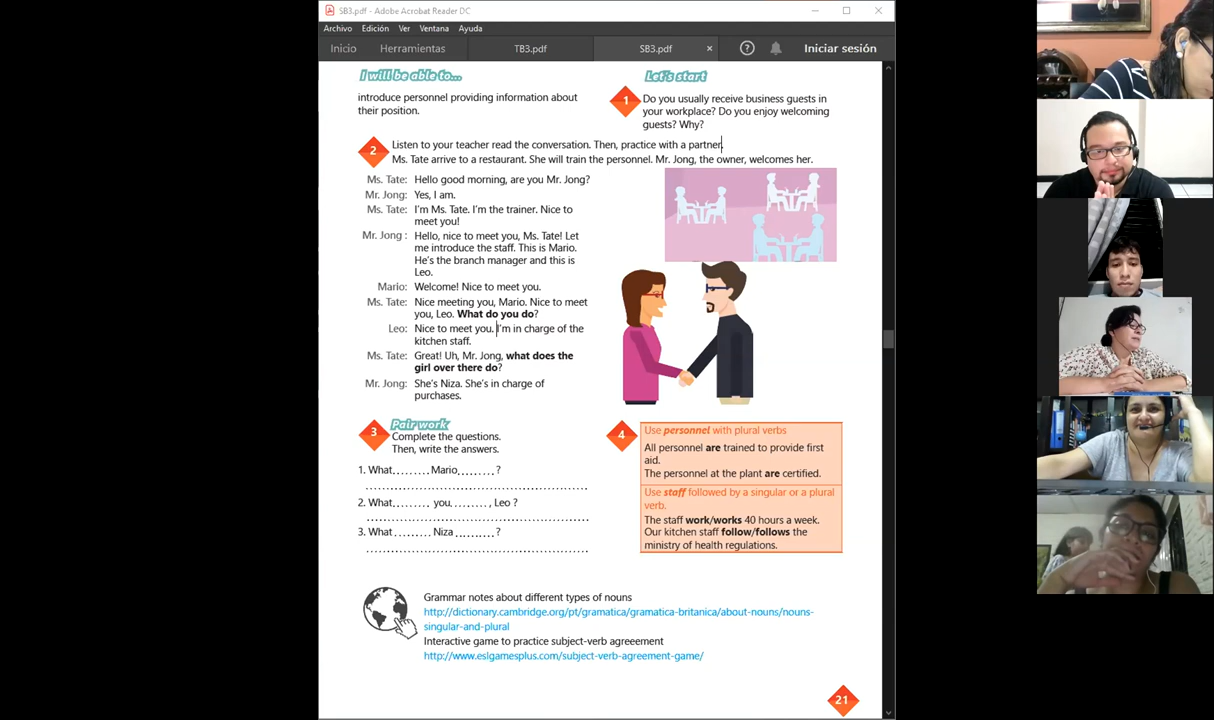 SB3.pdf - Adobe Acrobat Reader DC
Archivo Edición Ver Ventana Ayuda
Inicio Herramientas TB3.pdf SB3.pdf × ? Iniciar sesión
I will be able to...
introduce personnel providing information about
their position.
Let's start
1
Do you usually receive business guests in
your workplace? Do you enjoy welcoming
guests? Why?
2
Listen to your teacher read the conversation. Then, practice with a partner.
Ms. Tate arrive to a restaurant. She will train the personnel. Mr. Jong, the owner, welcomes her.
Ms. Tate: Hello good morning, are you Mr. Jong?
Mr. Jong: Yes, I am.
Ms. Tate: I'm Ms. Tate. I'm the trainer. Nice to
meet you!
Mr. Jong : Hello, nice to meet you, Ms. Tate! Let
me introduce the staff. This is Mario.
He's the branch manager and this is
Leo.
Mario: Welcome! Nice to meet you.
Ms. Tate: Nice meeting you, Mario. Nice to meet
you, Leo. What do you do?
Leo: Nice to meet you. I'm in charge of the
kitchen staff.
Ms. Tate: Great! Uh, Mr. Jong, what does the
girl over there do?
Mr. Jong: She's Niza. She's in charge of
purchases.
3
Pair work
Complete the questions.
Then, write the answers.
1. What......... Mario......... ?
2. What......... you, ........., Leo ?
3. What ......... Niza .......... ?
4
Use personnel with plural verbs
All personnel are trained to provide first
aid.
The personnel at the plant are certified.
Use staff followed by a singular or a plural
verb.
The staff work/works 40 hours a week.
Our kitchen staff follow/follows the
ministry of health regulations.
Grammar notes about different types of nouns
http://dictionary.cambridge.org/pt/gramatica/gramatica-britanica/about-nouns/nouns-
singular-and-plural
Interactive game to practice subject-verb agreeement
http://www.eslgamesplus.com/subject-verb-agreement-game/
21